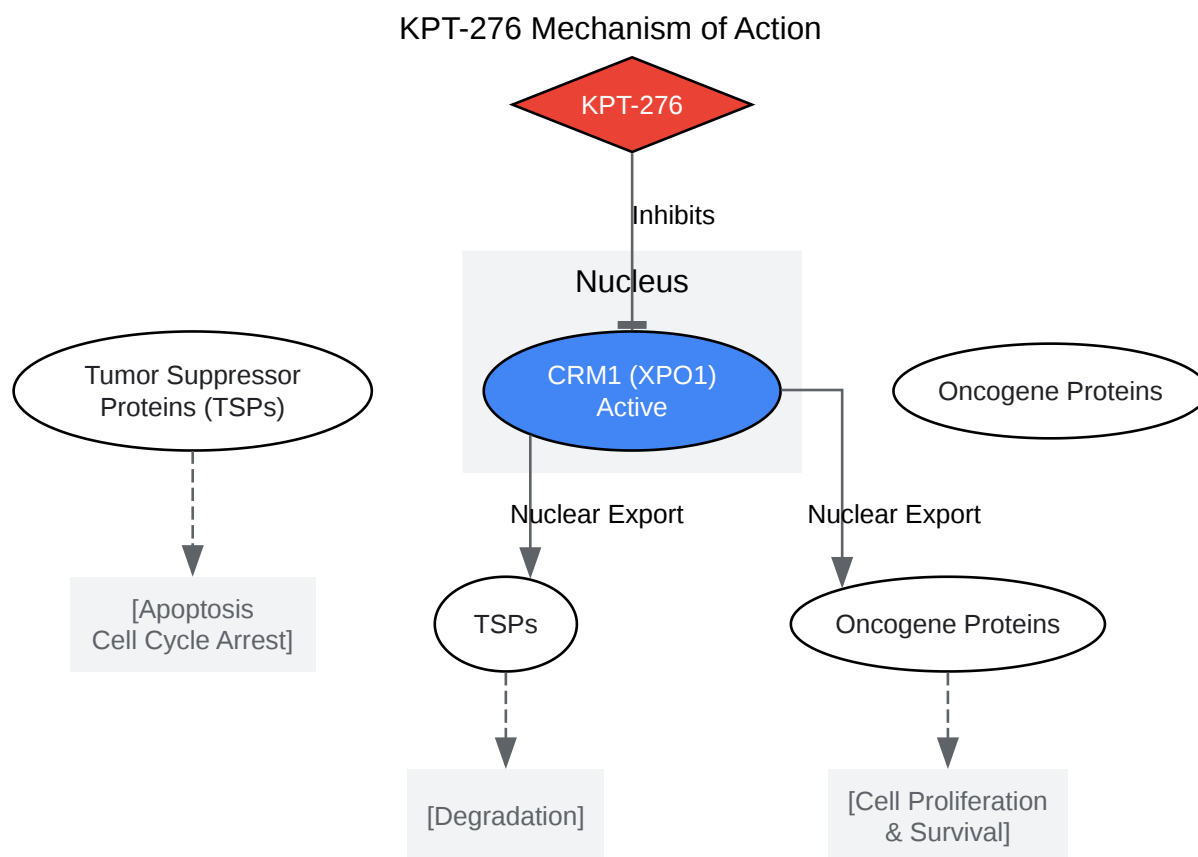 KPT-276 Mechanism of Action
KPT-276
Inhibits
Nucleus
Tumor Suppressor
Proteins (TSPs)
CRM1 (XPO1)
Active
Oncogene Proteins
Nuclear Export
Nuclear Export
[Apoptosis
Cell Cycle Arrest]
TSPs
Oncogene Proteins
[Degradation]
[Cell Proliferation
& Survival]